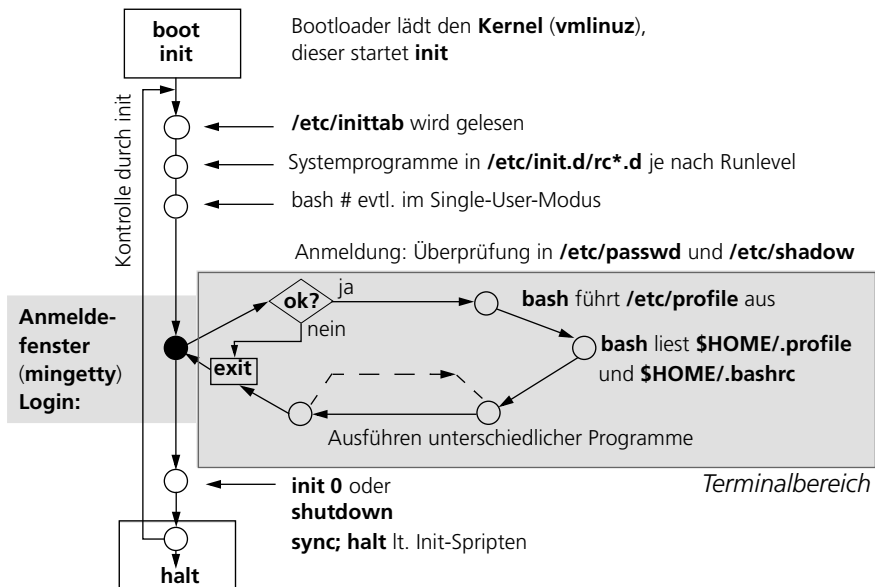 boot
init
Bootloader lädt den Kernel (vmlinuz),
dieser startet init
Kontrolle durch init
/etc/inittab wird gelesen
Systemprogramme in /etc/init.d/rc*.d je nach Runlevel
bash # evtl. im Single-User-Modus
Anmeldung: Überprüfung in /etc/passwd und /etc/shadow
ok?
ja
nein
exit
bash führt /etc/profile aus
bash liest $HOME/.profile
und $HOME/.bashrc
Anmelde-
fenster
(mingetty)
Login:
Ausführen unterschiedlicher Programme
Terminalbereich
init 0 oder
shutdown
sync; halt lt. Init-Spripten
halt